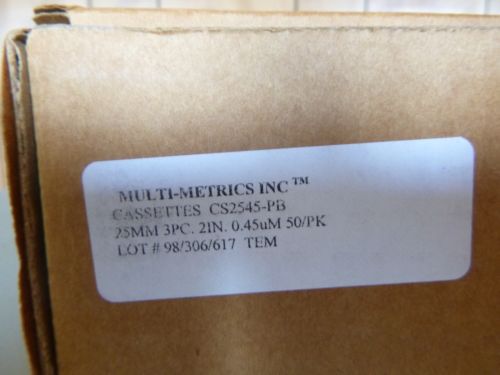 MULTI-METRICS INC ™
CASSETTES CS2545-PB
25MM 3PC. 2IN. 0.45uM 50/PK
LOT # 98/306/617 TEM